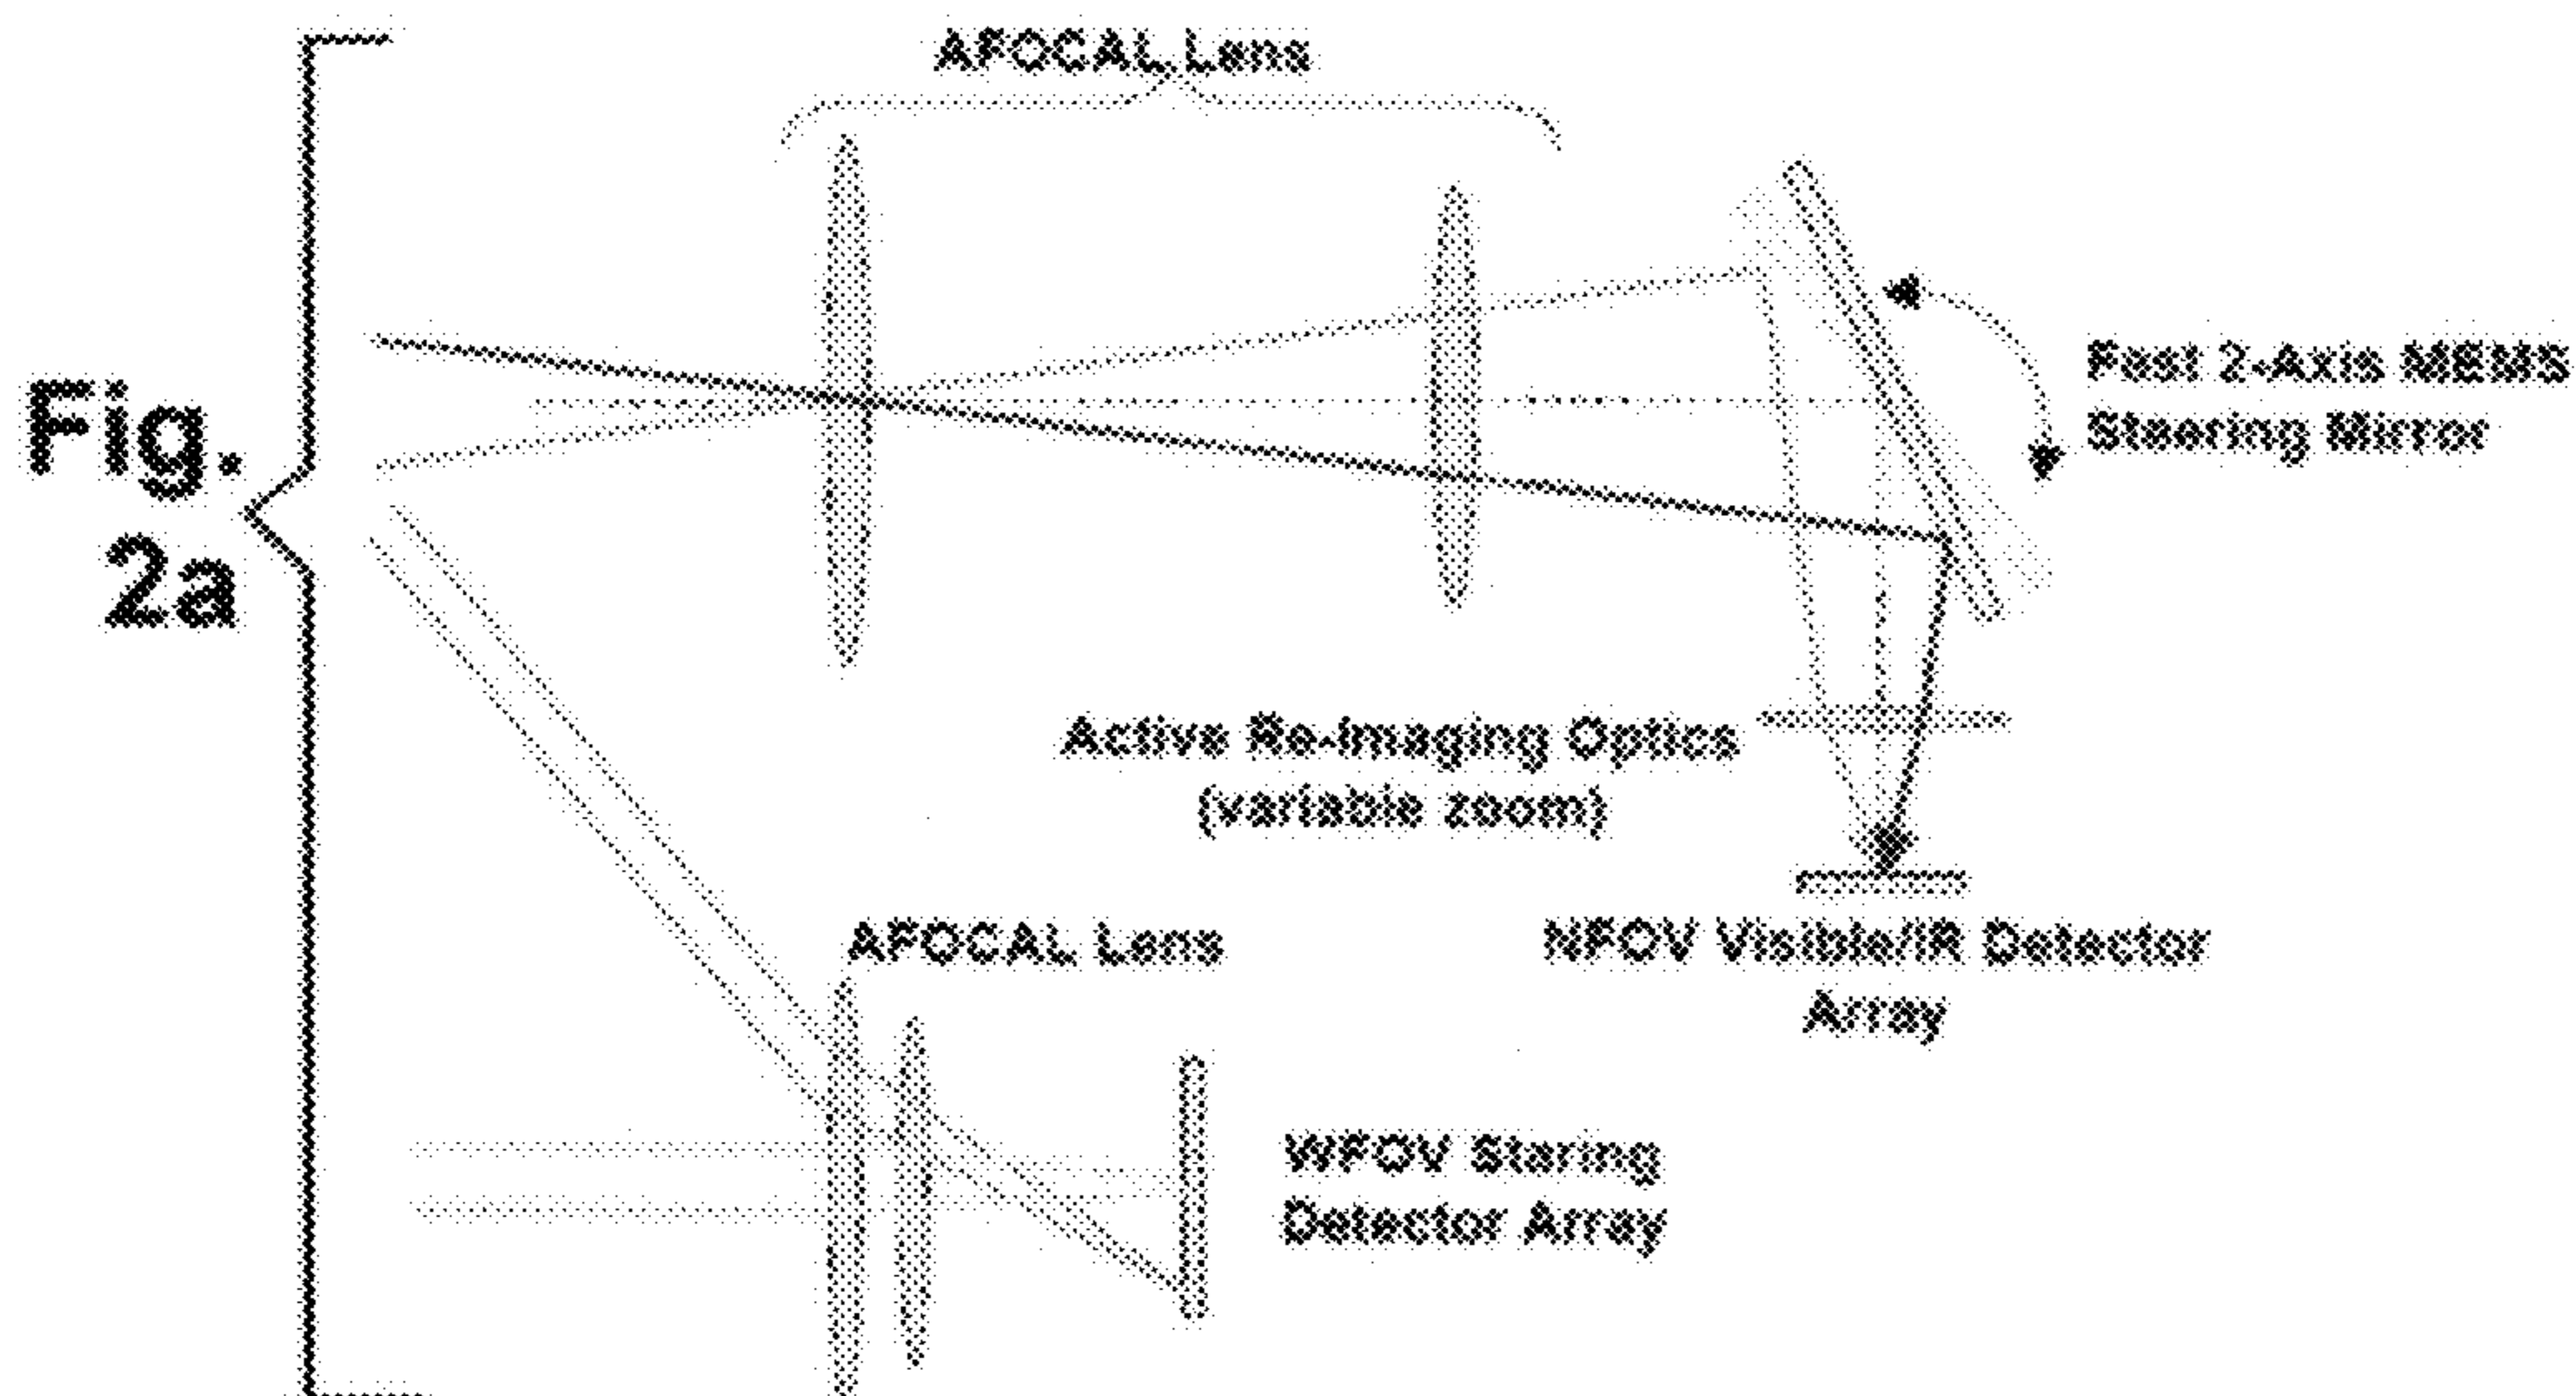 AFOCAL Lens
Fig.
2a
Fast 2-Axis MEMS
Steering Mirror
Active Re-Imaging Optics
(variable zoom)
AFOCAL Lens
NFOV Visible/IR Detector
Array
WFOV Staring
Detector Array